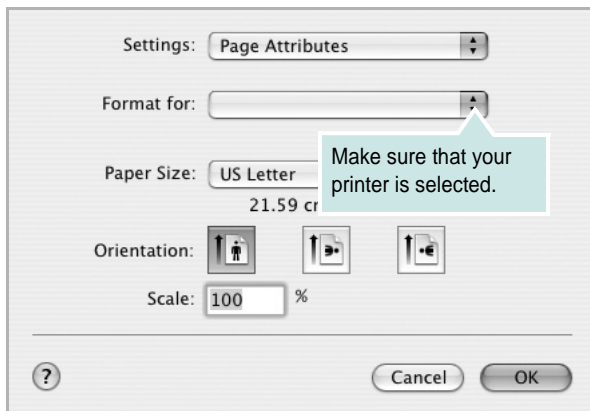 Settings: Page Attributes
Format for:
Make sure that your
printer is selected.
Paper Size: US Letter
21.59 cm
Orientation:
Scale: 100 %
? Cancel OK